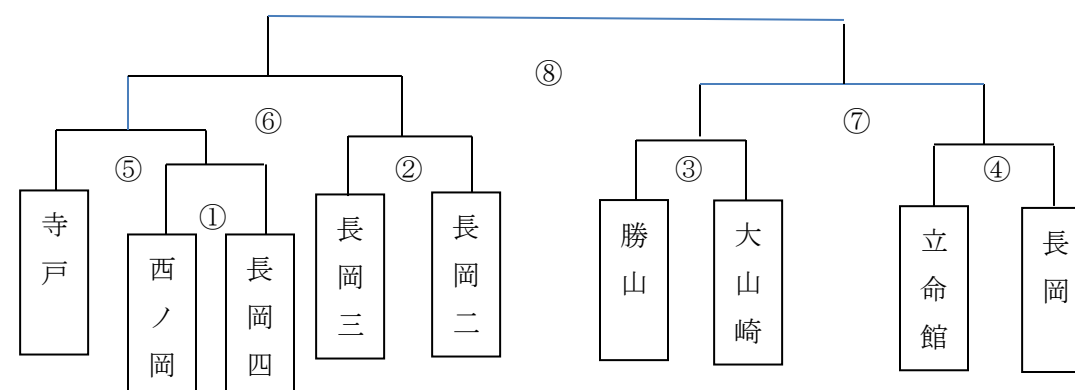 ⑧
⑥
⑦
⑤
②
③
④
①
寺戸
西ノ岡
長岡四
長岡三
長岡二
勝山
大山崎
立命館
長岡